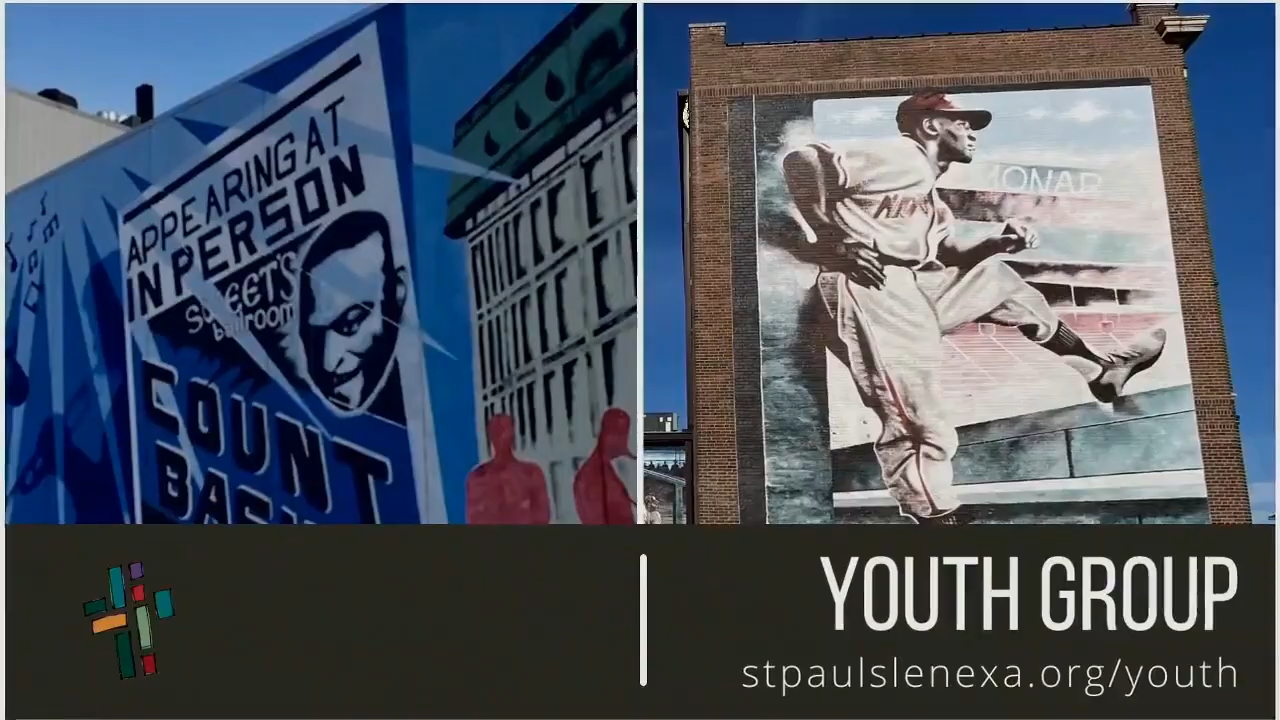 APPEARING AT
IN PERSON
STREET'S
ballroom
COUNT
YOUTH GROUP
stpaulslenexa.org/youth